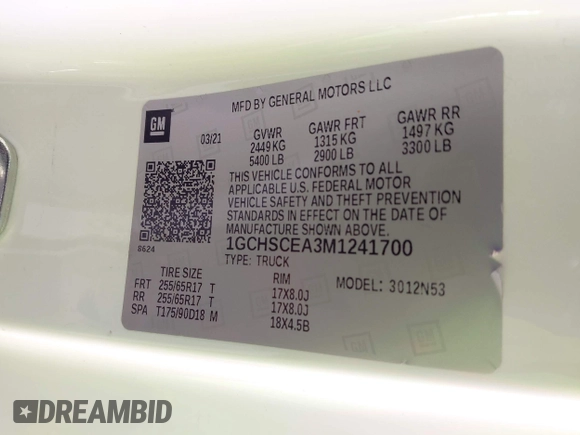 MFD BY GENERAL MOTORS LLC
GM
03/21 GVWR GAWR FRT GAWR RR
2449 KG 1315 KG 1497 KG
5400 LB 2900 LB 3300 LB
THIS VEHICLE CONFORMS TO ALL
APPLICABLE U.S. FEDERAL MOTOR
VEHICLE SAFETY AND THEFT PREVENTION
STANDARDS IN EFFECT ON THE DATE OF
MANUFACTURE SHOWN ABOVE.
8624
1GCHSCEA3M1241700
TYPE: TRUCK
TIRE SIZE RIM MODEL: 3012N53
FRT 255/65R17 T 17X8.0J
RR 255/65R17 T 17X8.0J
SPA T175/90D18 M 18X4.5B
DREAMBID